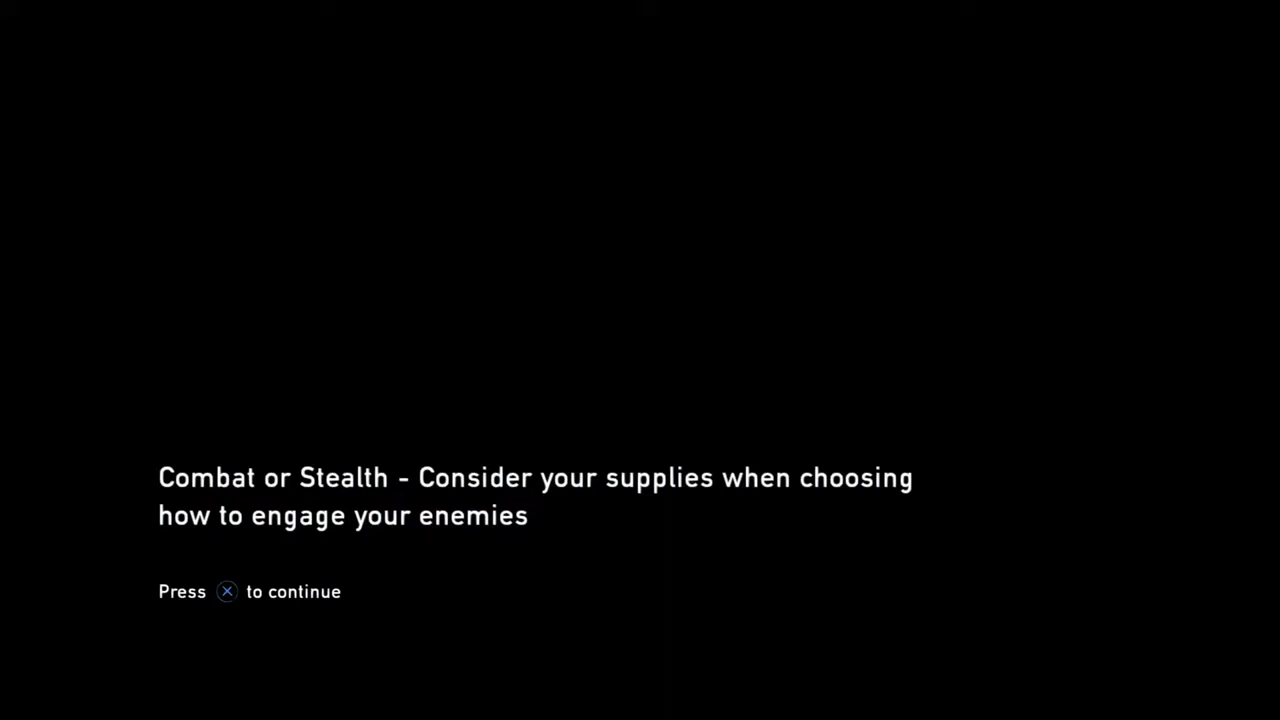 Combat or Stealth - Consider your supplies when choosing
how to engage your enemies
Press ⓧ to continue